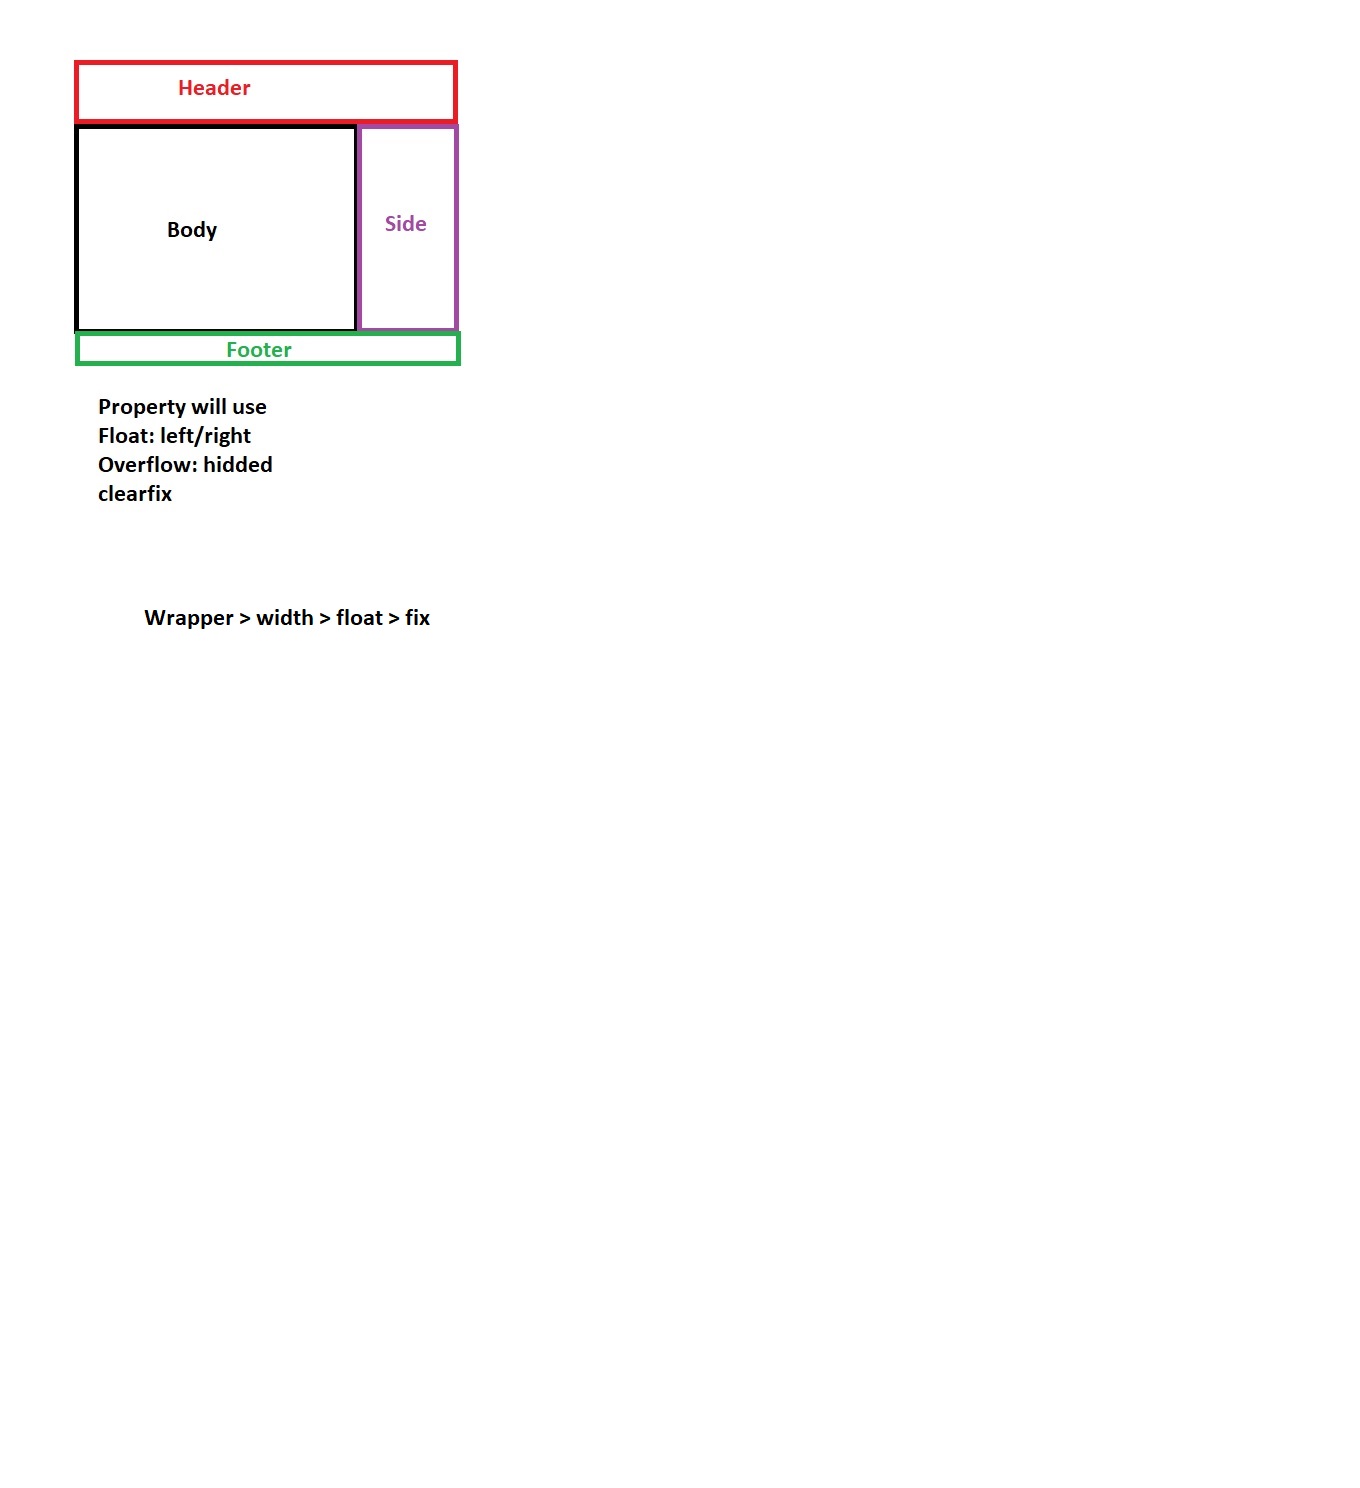 Header
Body
Side
Footer
Property will use
Float: left/right
Overflow: hidded
clearfix
Wrapper > width > float > fix